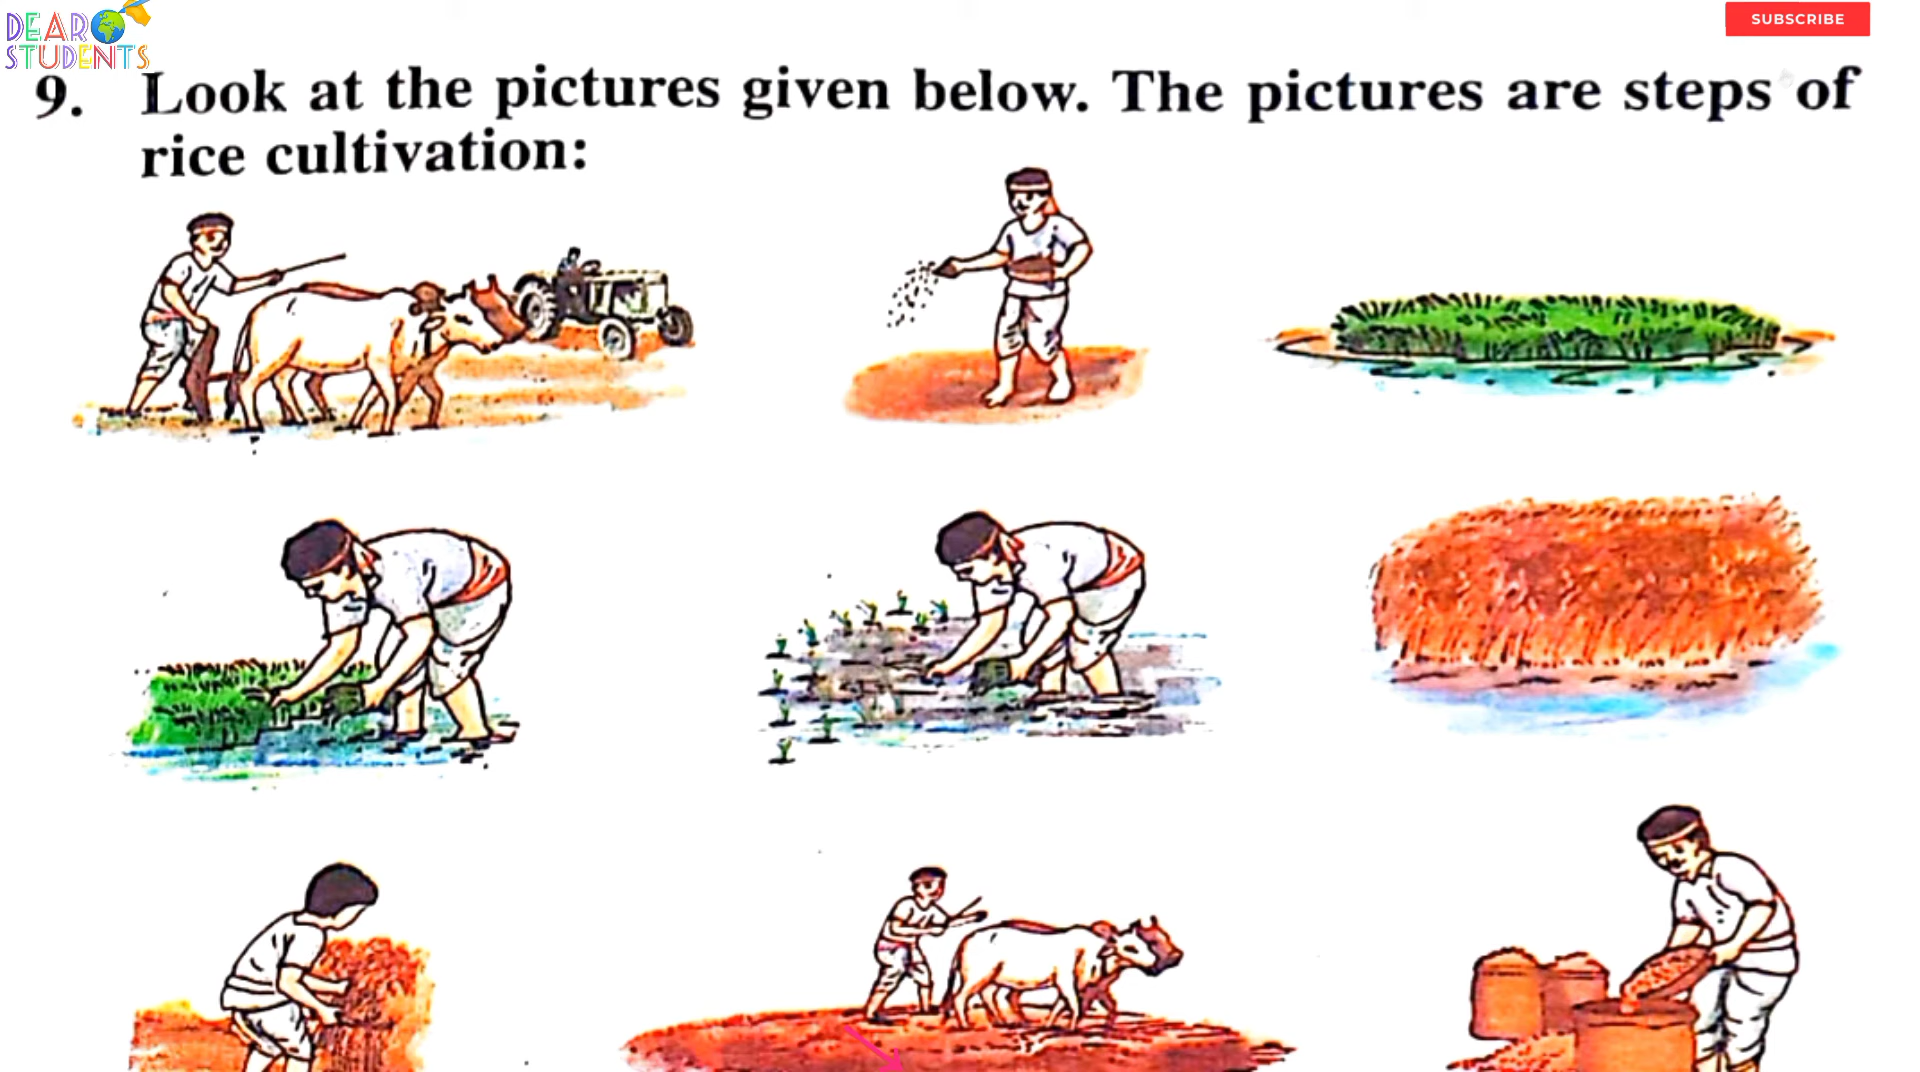 DEAR
STUDENTS
SUBSCRIBE
9. Look at the pictures given below. The pictures are steps of
rice cultivation: